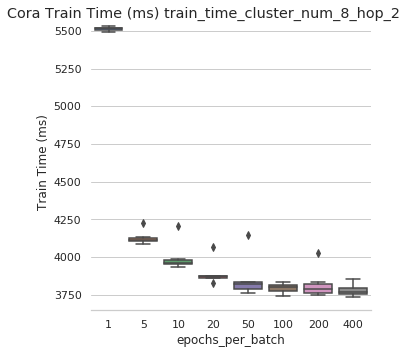 Cora Train Time (ms) train_time_cluster_num_8_hop_2
5500
5250
5000
4750
4500
4250
4000
3750
Train Time (ms)
1 5 10 20 50 100 200 400
epochs_per_batch